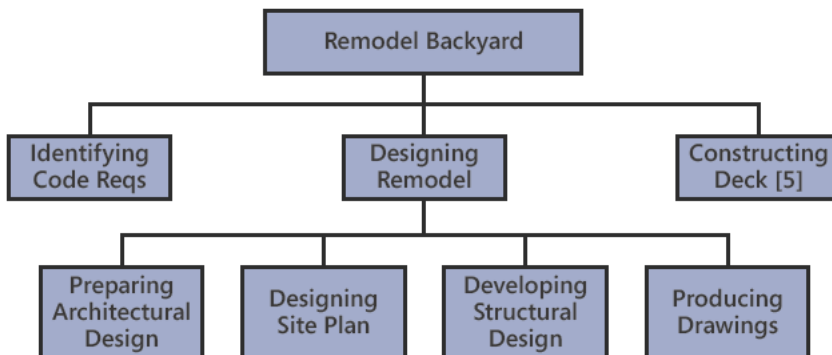 Remodel Backyard
Identifying
Code Reqs
Designing
Remodel
Constructing
Deck [5]
Preparing
Architectural
Design
Designing
Site Plan
Developing
Structural
Design
Producing
Drawings